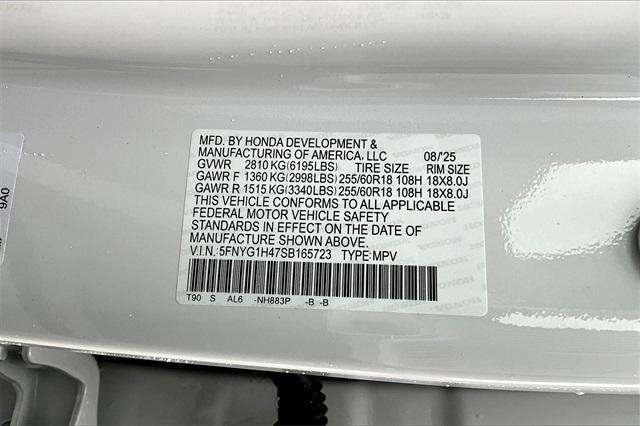 MFD. BY HONDA DEVELOPMENT &
MANUFACTURING OF AMERICA, LLC 08/'25
GVWR 2810 KG(6195LBS) TIRE SIZE RIM SIZE
GAWR F 1360 KG(2998LBS) 255/60R18 108H 18X8.0J
GAWR R 1515 KG(3340LBS) 255/60R18 108H 18X8.0J
THIS VEHICLE CONFORMS TO ALL APPLICABLE
FEDERAL MOTOR VEHICLE SAFETY
STANDARDS IN EFFECT ON THE DATE OF
MANUFACTURE SHOWN ABOVE.
V.I.N.: 5FNYG1H47SB165723 TYPE: MPV
T90 S AL6 -NH883P -B -B
9A0